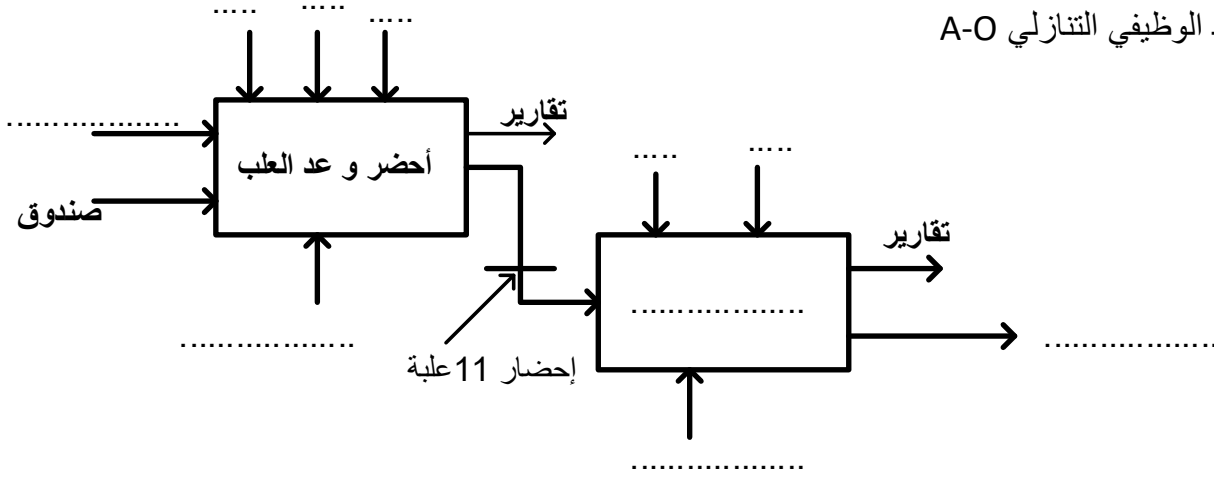 . الوظيفي التنازلي A-O
..... ..... .....
..................
تقارير
أحضر و عد العلب
صندوق
..... .....
تقارير
..................
..................
..................
إحضار 11علبة
..................